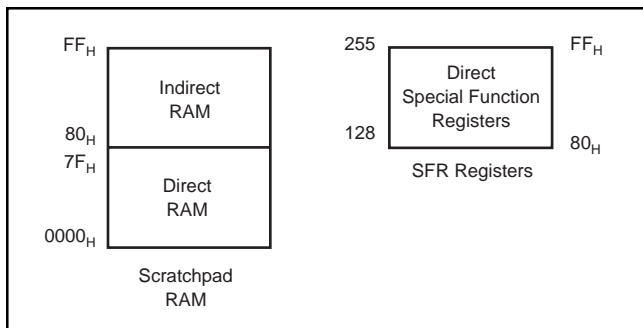 FFH
Indirect
RAM
80H
7FH
Direct
RAM
0000H
Scratchpad
RAM
255
FFH
Direct
Special Function
Registers
128
80H
SFR Registers